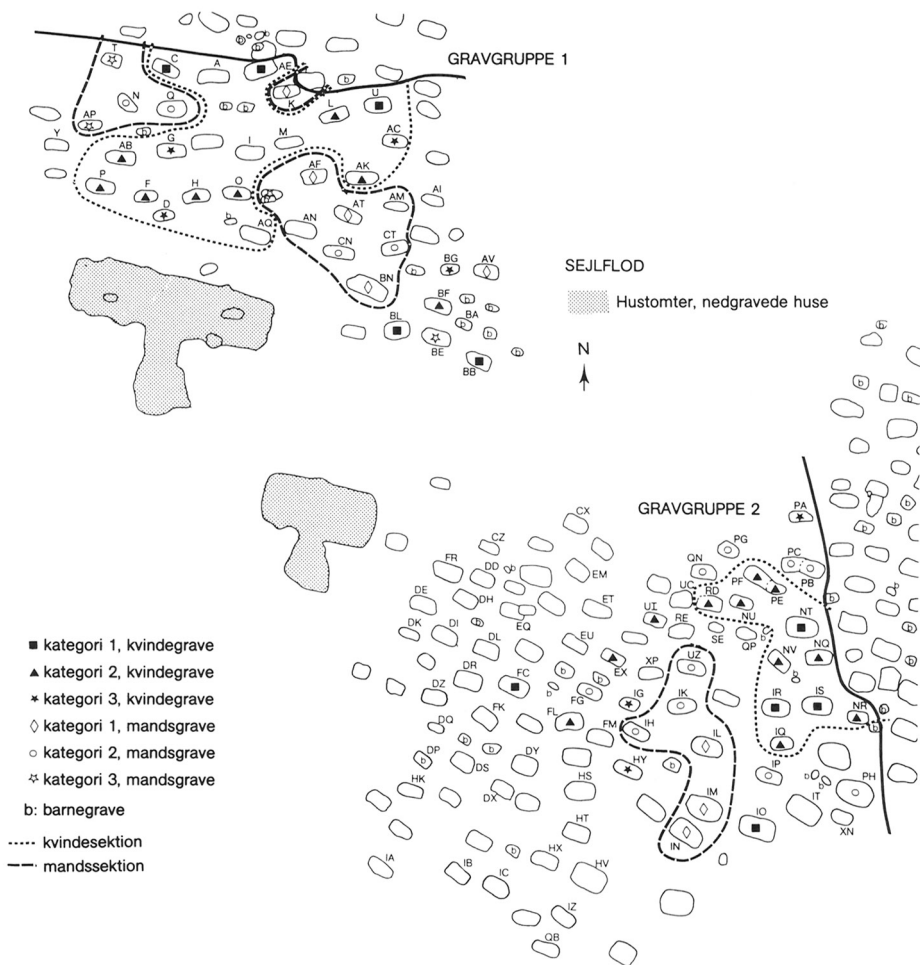 GRAVGRUPPE 1
T
C
A
AE
K
L
U
N
Q
AP
AC
Y
AB
G
I
M
AF
AK
P
F
H
O
D
AQ
AN
AT
AM
AI
CN
CT
BN
BG
AV
BF
BA
BL
BE
BB
b
SEJLFLOD
Hustomter, nedgravede huse
N
GRAVGRUPPE 2
PA
CX
CZ
PG
FR
DD
EM
QN
PC
PB
PF
PE
DE
DH
ET
UC
RD
NU
NT
EQ
UI
RE
SE
QP
DK
DI
DL
EU
NV
NQ
EX
XP
UZ
DZ
DR
FC
FG
IG
IK
IR
IS
NR
FK
FL
FM
IH
IL
IQ
DQ
DP
DS
DY
HY
IP
PH
HK
DX
HS
IM
IT
XN
HT
IN
IO
IA
IB
IC
HX
HV
IZ
QB
kategori 1, kvindegrave
kategori 2, kvindegrave
kategori 3, kvindegrave
kategori 1, mandsgrave
kategori 2, mandsgrave
kategori 3, mandsgrave
b: barnegrave
kvindesektion
mandssektion